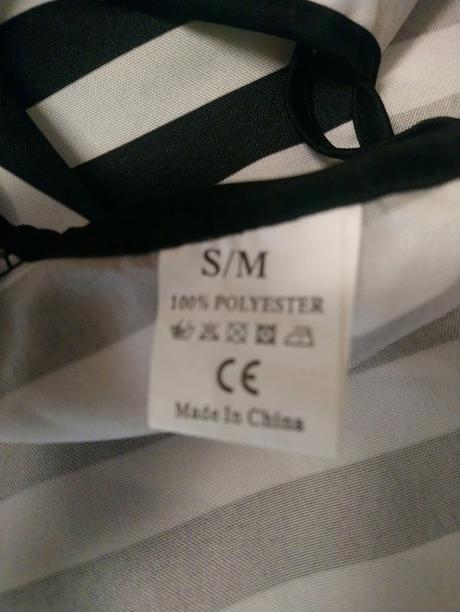 S/M
100% POLYESTER
CE
Made In China